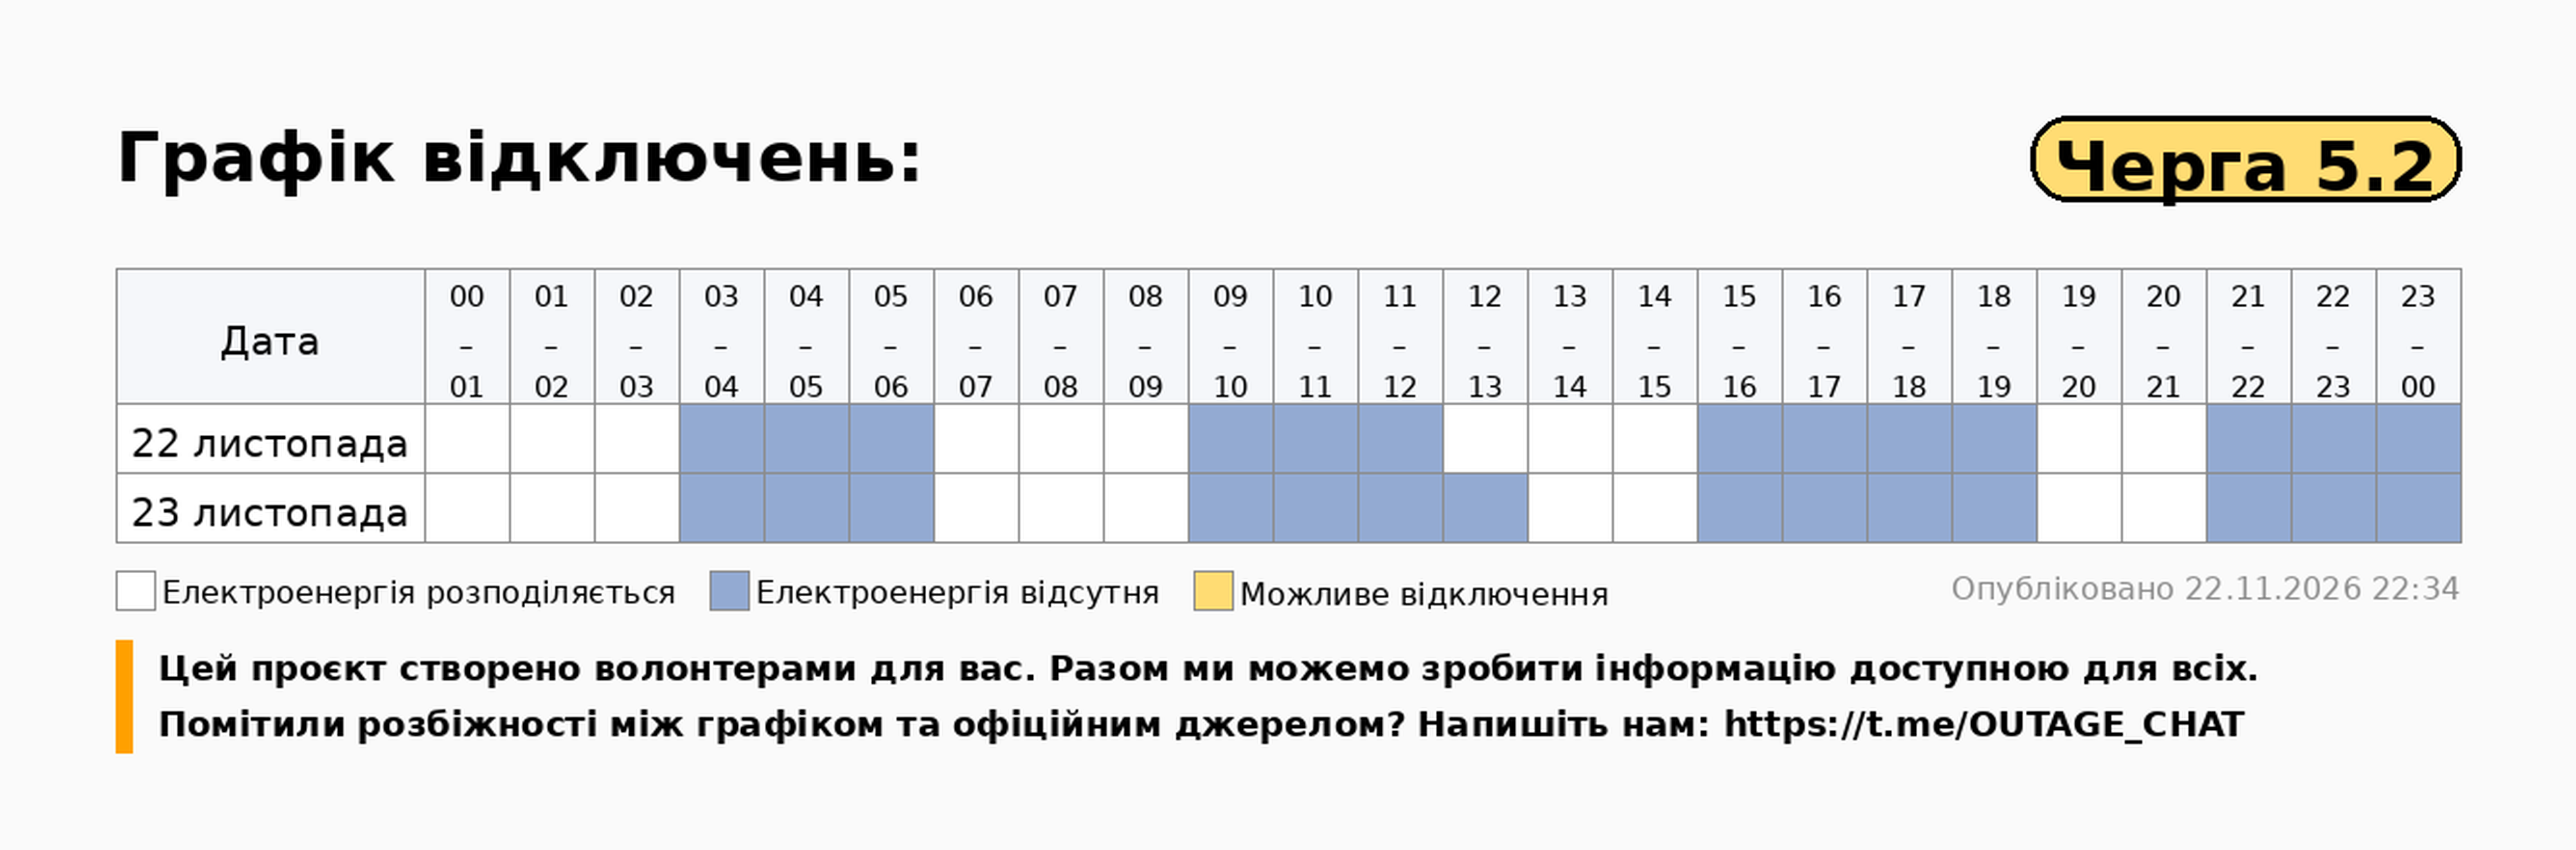 Графік відключень:
Черга 5.2
Дата
00 – 01
01 – 02
02 – 03
03 – 04
04 – 05
05 – 06
06 – 07
07 – 08
08 – 09
09 – 10
10 – 11
11 – 12
12 – 13
13 – 14
14 – 15
15 – 16
16 – 17
17 – 18
18 – 19
19 – 20
20 – 21
21 – 22
22 – 23
23 – 00
22 листопада
23 листопада
Електроенергія розподіляється
Електроенергія відсутня
Можливе відключення
Опубліковано 22.11.2026 22:34
Цей проєкт створено волонтерами для вас. Разом ми можемо зробити інформацію доступною для всіх.
Помітили розбіжності між графіком та офіційним джерелом? Напишіть нам: https://t.me/OUTAGE_CHAT